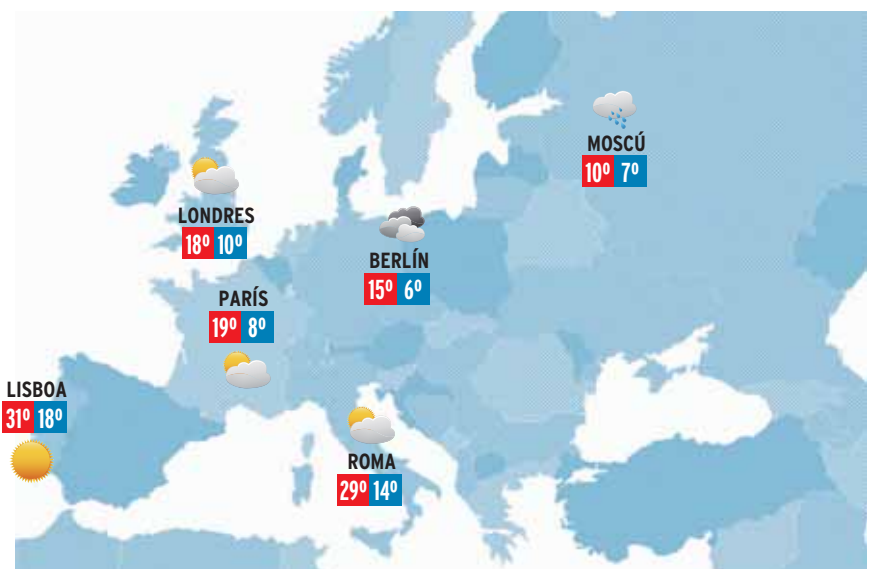 MOSCÚ
10º 7º
LONDRES
18º 10º
BERLÍN
15º 6º
PARÍS
19º 8º
LISBOA
31º 18º
ROMA
29º 14º